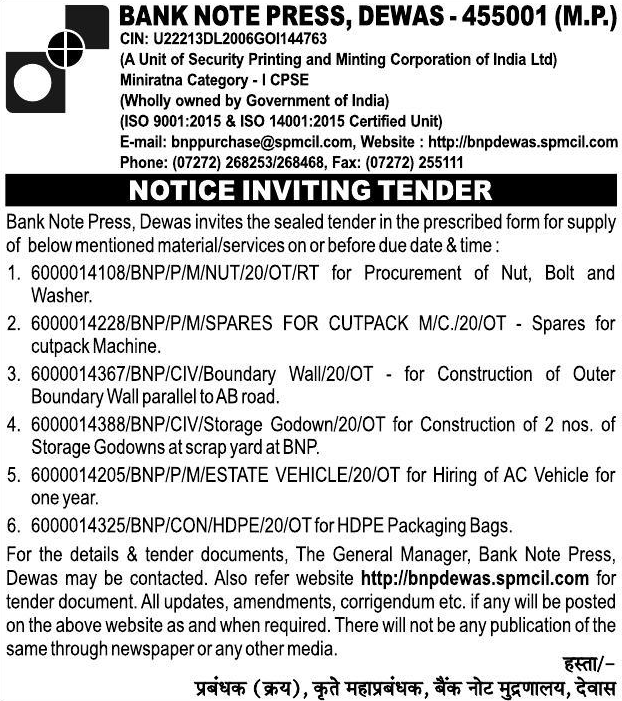 BANK NOTE PRESS, DEWAS - 455001 (M.P.)
CIN: U22213DL2006GOI144763
(A Unit of Security Printing and Minting Corporation of India Ltd)
Miniratna Category - I CPSE
(Wholly owned by Government of India)
(ISO 9001:2015 & ISO 14001:2015 Certified Unit)
E-mail: bnppurchase@spmcil.com, Website : http://bnpdewas.spmcil.com
Phone: (07272) 268253/268468, Fax: (07272) 255111
NOTICE INVITING TENDER
Bank Note Press, Dewas invites the sealed tender in the prescribed form for supply
of below mentioned material/services on or before due date & time :
1. 6000014108/BNP/P/M/NUT/20/OT/RT for Procurement of Nut, Bolt and
Washer.
2. 6000014228/BNP/P/M/SPARES FOR CUTPACK M/C./20/OT - Spares for
cutpack Machine.
3. 6000014367/BNP/CIV/Boundary Wall/20/OT - for Construction of Outer
Boundary Wall parallel to AB road.
4. 6000014388/BNP/CIV/Storage Godown/20/OT for Construction of 2 nos. of
Storage Godowns at scrap yard at BNP.
5. 6000014205/BNP/P/M/ESTATE VEHICLE/20/OT for Hiring of AC Vehicle for
one year.
6. 6000014325/BNP/CON/HDPE/20/OT for HDPE Packaging Bags.
For the details & tender documents, The General Manager, Bank Note Press,
Dewas may be contacted. Also refer website http://bnpdewas.spmcil.com for
tender document. All updates, amendments, corrigendum etc. if any will be posted
on the above website as and when required. There will not be any publication of the
same through newspaper or any other media.
हस्ता/-
प्रबंधक (क्रय), कृते महाप्रबंधक, बैंक नोट मुद्रणालय, देवास